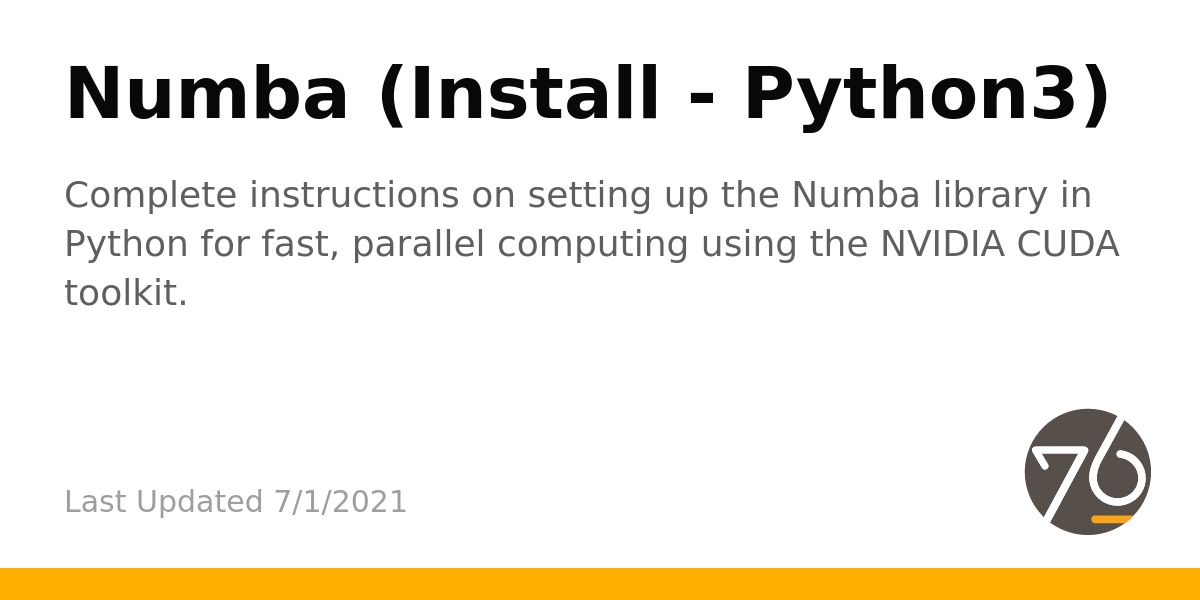 Numba (Install - Python3)
Complete instructions on setting up the Numba library in
Python for fast, parallel computing using the NVIDIA CUDA
toolkit.
Last Updated 7/1/2021
76